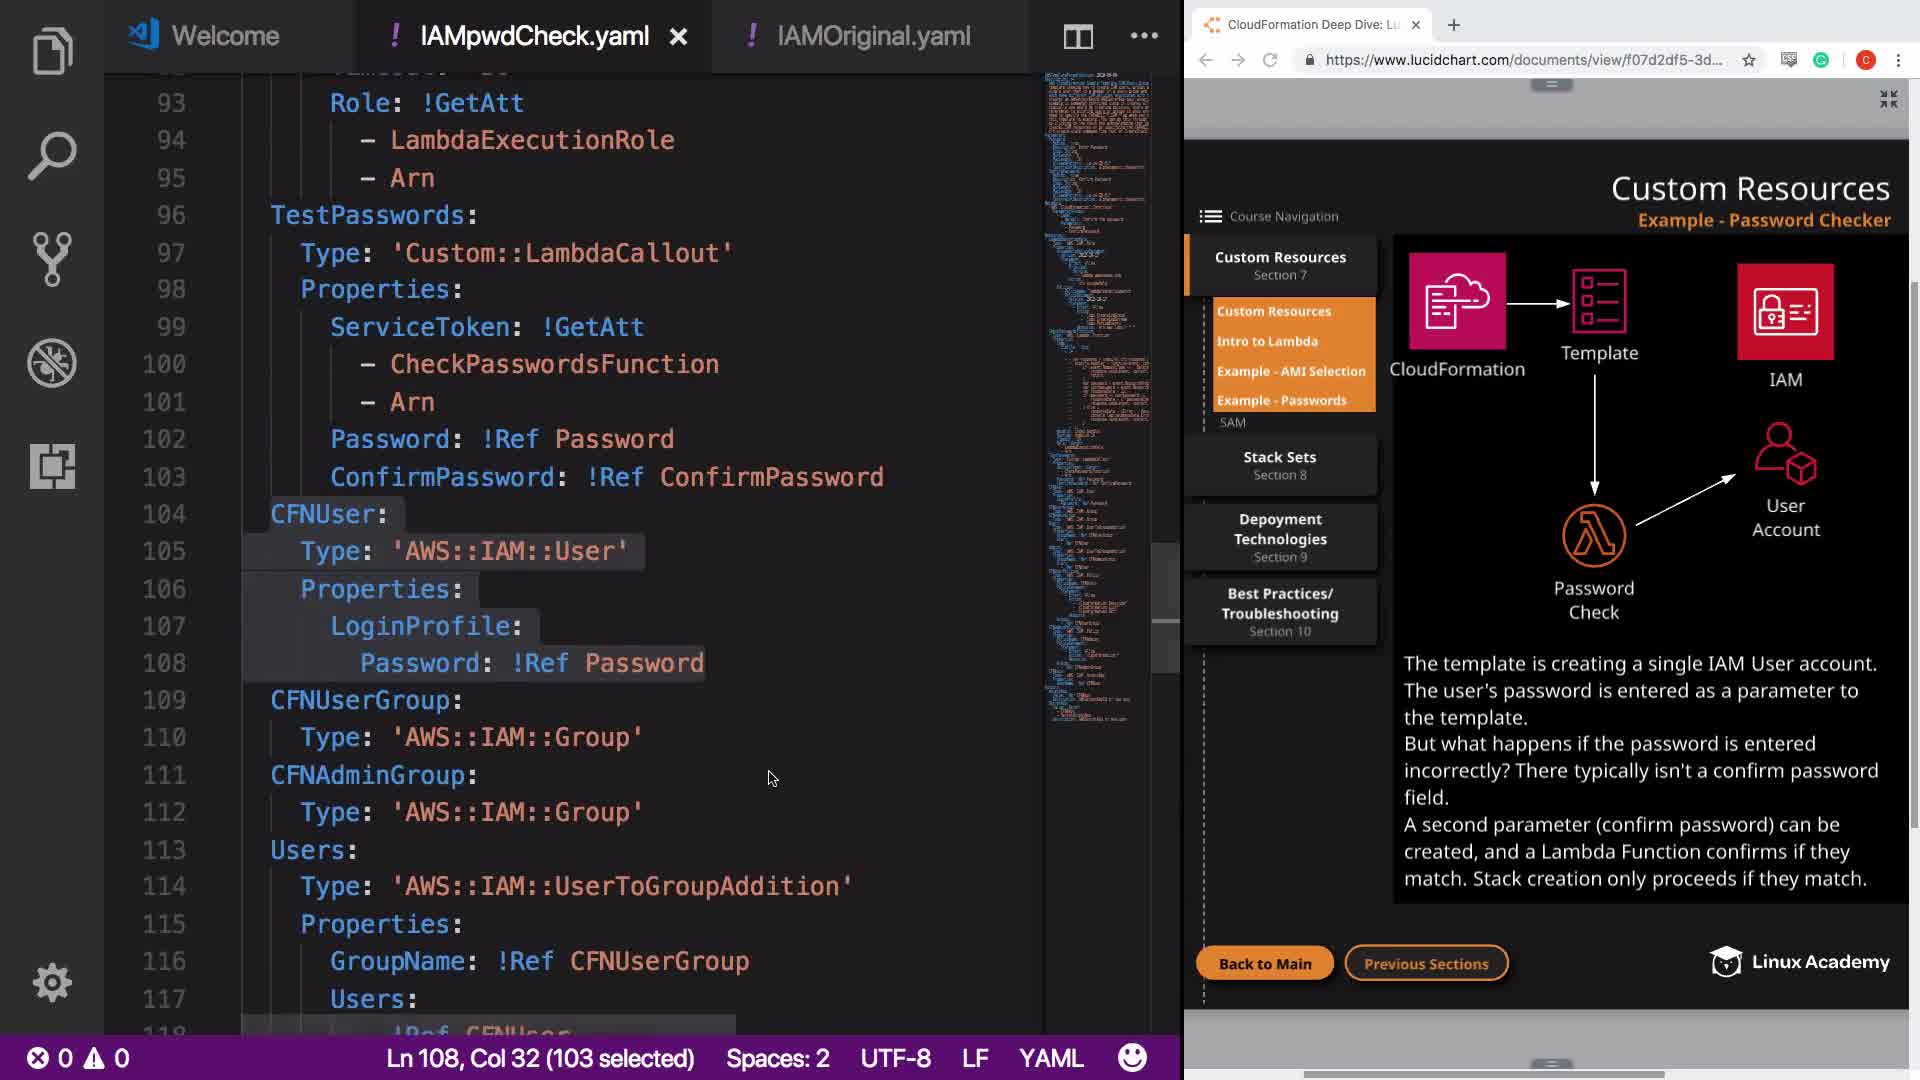 Welcome
! IAMpwdCheck.yaml ×
! IAMOriginal.yaml
93 Role: !GetAtt
94 - LambdaExecutionRole
95 - Arn
96 TestPasswords:
97 Type: 'Custom::LambdaCallout'
98 Properties:
99 ServiceToken: !GetAtt
100 - CheckPasswordsFunction
101 - Arn
102 Password: !Ref Password
103 ConfirmPassword: !Ref ConfirmPassword
104 CFNUser:
105 Type: 'AWS::IAM::User'
106 Properties:
107 LoginProfile:
108 Password: !Ref Password
109 CFNUserGroup:
110 Type: 'AWS::IAM::Group'
111 CFNAdminGroup:
112 Type: 'AWS::IAM::Group'
113 Users:
114 Type: 'AWS::IAM::UserToGroupAddition'
115 Properties:
116 GroupName: !Ref CFNUserGroup
117 Users:
118 - !Ref CFNUser
0 0
Ln 108, Col 32 (103 selected)
Spaces: 2
UTF-8
LF
YAML
CloudFormation Deep Dive: Lu
https://www.lucidchart.com/documents/view/f07d2df5-3d...
C
Custom Resources
Example - Password Checker
Course Navigation
Custom Resources
Section 7
Custom Resources
Intro to Lambda
Example - AMI Selection
Example - Passwords
SAM
Stack Sets
Section 8
Depoyment
Technologies
Section 9
Best Practices/
Troubleshooting
Section 10
CloudFormation
Template
IAM
User
Account
Password
Check
The template is creating a single IAM User account.
The user's password is entered as a parameter to
the template.
But what happens if the password is entered
incorrectly? There typically isn't a confirm password
field.
A second parameter (confirm password) can be
created, and a Lambda Function confirms if they
match. Stack creation only proceeds if they match.
Back to Main
Previous Sections
Linux Academy